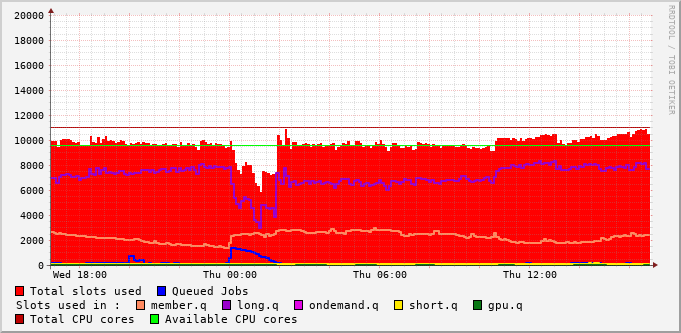 RRDTOOL / TOBI OETIKER
20000
18000
16000
14000
12000
10000
8000
6000
4000
2000
0
Wed 18:00 Thu 00:00 Thu 06:00 Thu 12:00
Total slots used Queued Jobs
Slots used in : member.q long.q ondemand.q short.q gpu.q
Total CPU cores Available CPU cores